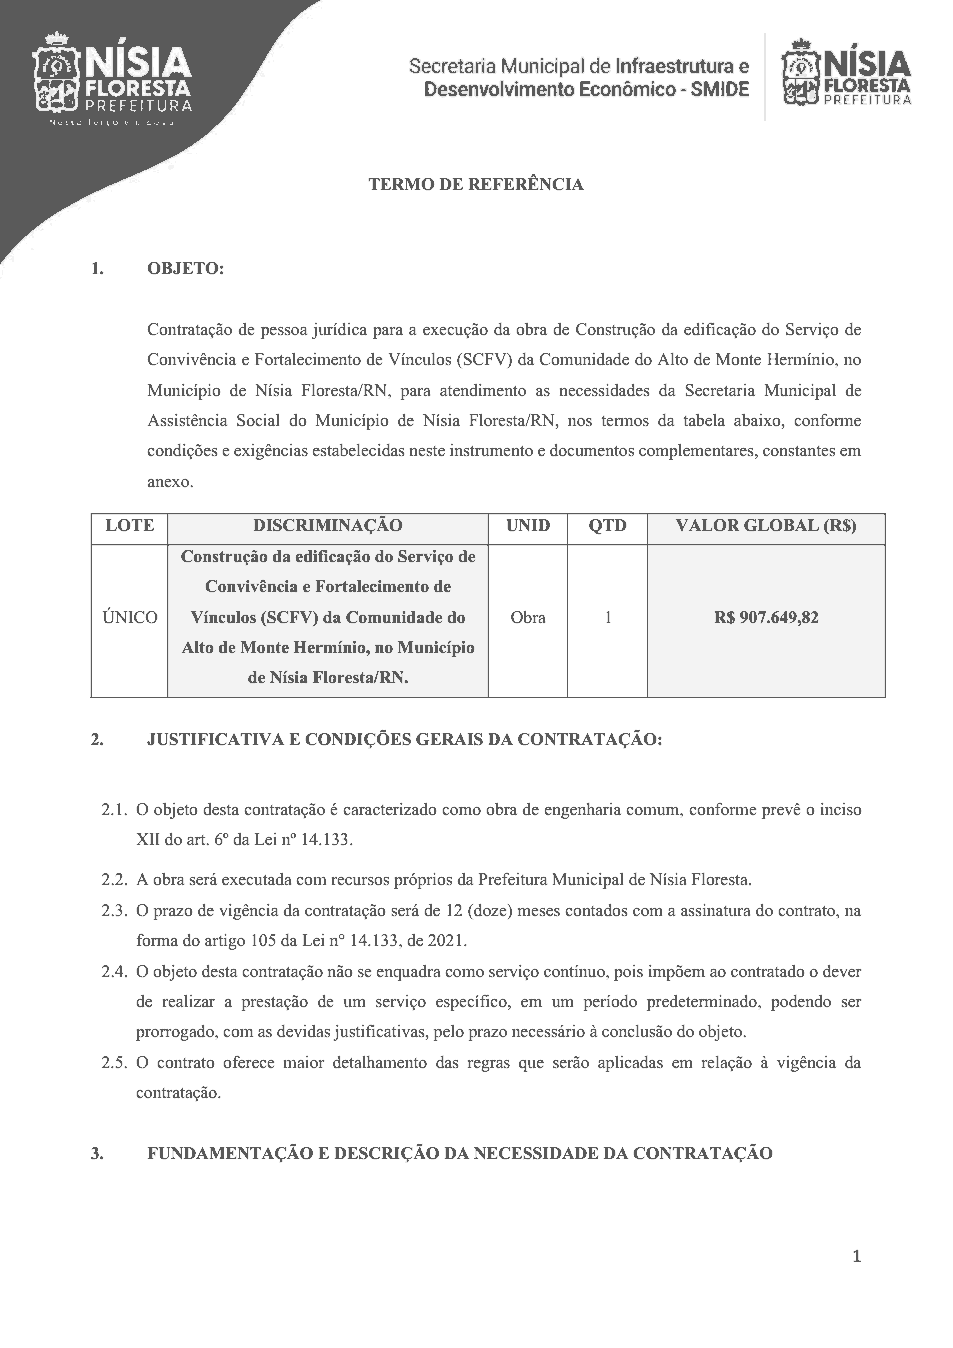 NÍSIA
FLORESTA
PREFEITURA
Secretaria Municipal de Infraestrutura e
Desenvolvimento Econômico - SMIDE
NÍSIA
FLORESTA
PREFEITURA
TERMO DE REFERÊNCIA
1. OBJETO:
Contratação de pessoa jurídica para a execução da obra de Construção da edificação do Serviço de
Convivência e Fortalecimento de Vínculos (SCFV) da Comunidade do Alto de Monte Hermínio, no
Município de Nísia Floresta/RN, para atendimento as necessidades da Secretaria Municipal de
Assistência Social do Município de Nísia Floresta/RN, nos termos da tabela abaixo, conforme
condições e exigências estabelecidas neste instrumento e documentos complementares, constantes em
anexo.
LOTE DISCRIMINAÇÃO UNID QTD VALOR GLOBAL (R$)
Construção da edificação do Serviço de
Convivência e Fortalecimento de
ÚNICO Vínculos (SCFV) da Comunidade do Obra 1 R$ 907.649,82
Alto de Monte Hermínio, no Município
de Nísia Floresta/RN.
2. JUSTIFICATIVA E CONDIÇÕES GERAIS DA CONTRATAÇÃO:
2.1. O objeto desta contratação é caracterizado como obra de engenharia comum, conforme prevê o inciso
XII do art. 6º da Lei nº 14.133.
2.2. A obra será executada com recursos próprios da Prefeitura Municipal de Nísia Floresta.
2.3. O prazo de vigência da contratação será de 12 (doze) meses contados com a assinatura do contrato, na
forma do artigo 105 da Lei n° 14.133, de 2021.
2.4. O objeto desta contratação não se enquadra como serviço contínuo, pois impõem ao contratado o dever
de realizar a prestação de um serviço específico, em um período predeterminado, podendo ser
prorrogado, com as devidas justificativas, pelo prazo necessário à conclusão do objeto.
2.5. O contrato oferece maior detalhamento das regras que serão aplicadas em relação à vigência da
contratação.
3. FUNDAMENTAÇÃO E DESCRIÇÃO DA NECESSIDADE DA CONTRATAÇÃO
1